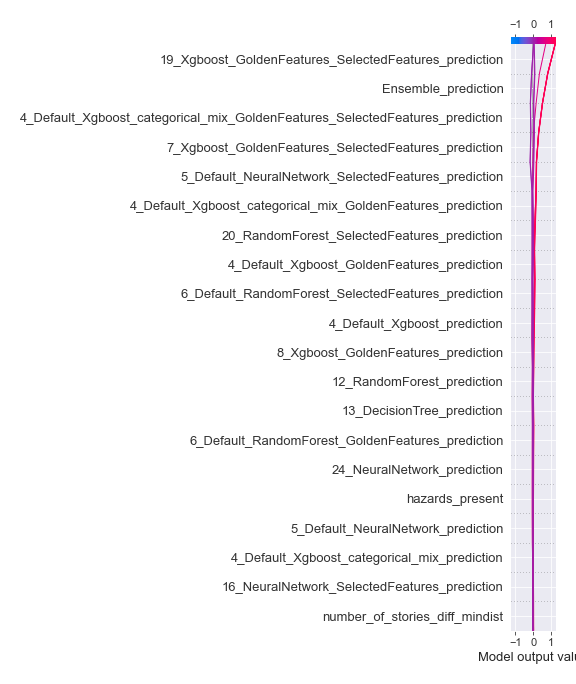 −1 0 1
19_Xgboost_GoldenFeatures_SelectedFeatures_prediction
Ensemble_prediction
4_Default_Xgboost_categorical_mix_GoldenFeatures_SelectedFeatures_prediction
7_Xgboost_GoldenFeatures_SelectedFeatures_prediction
5_Default_NeuralNetwork_SelectedFeatures_prediction
4_Default_Xgboost_categorical_mix_GoldenFeatures_prediction
20_RandomForest_SelectedFeatures_prediction
4_Default_Xgboost_GoldenFeatures_prediction
6_Default_RandomForest_SelectedFeatures_prediction
4_Default_Xgboost_prediction
8_Xgboost_GoldenFeatures_prediction
12_RandomForest_prediction
13_DecisionTree_prediction
6_Default_RandomForest_GoldenFeatures_prediction
24_NeuralNetwork_prediction
hazards_present
5_Default_NeuralNetwork_prediction
4_Default_Xgboost_categorical_mix_prediction
16_NeuralNetwork_SelectedFeatures_prediction
number_of_stories_diff_mindist
−1 0 1
Model output valu